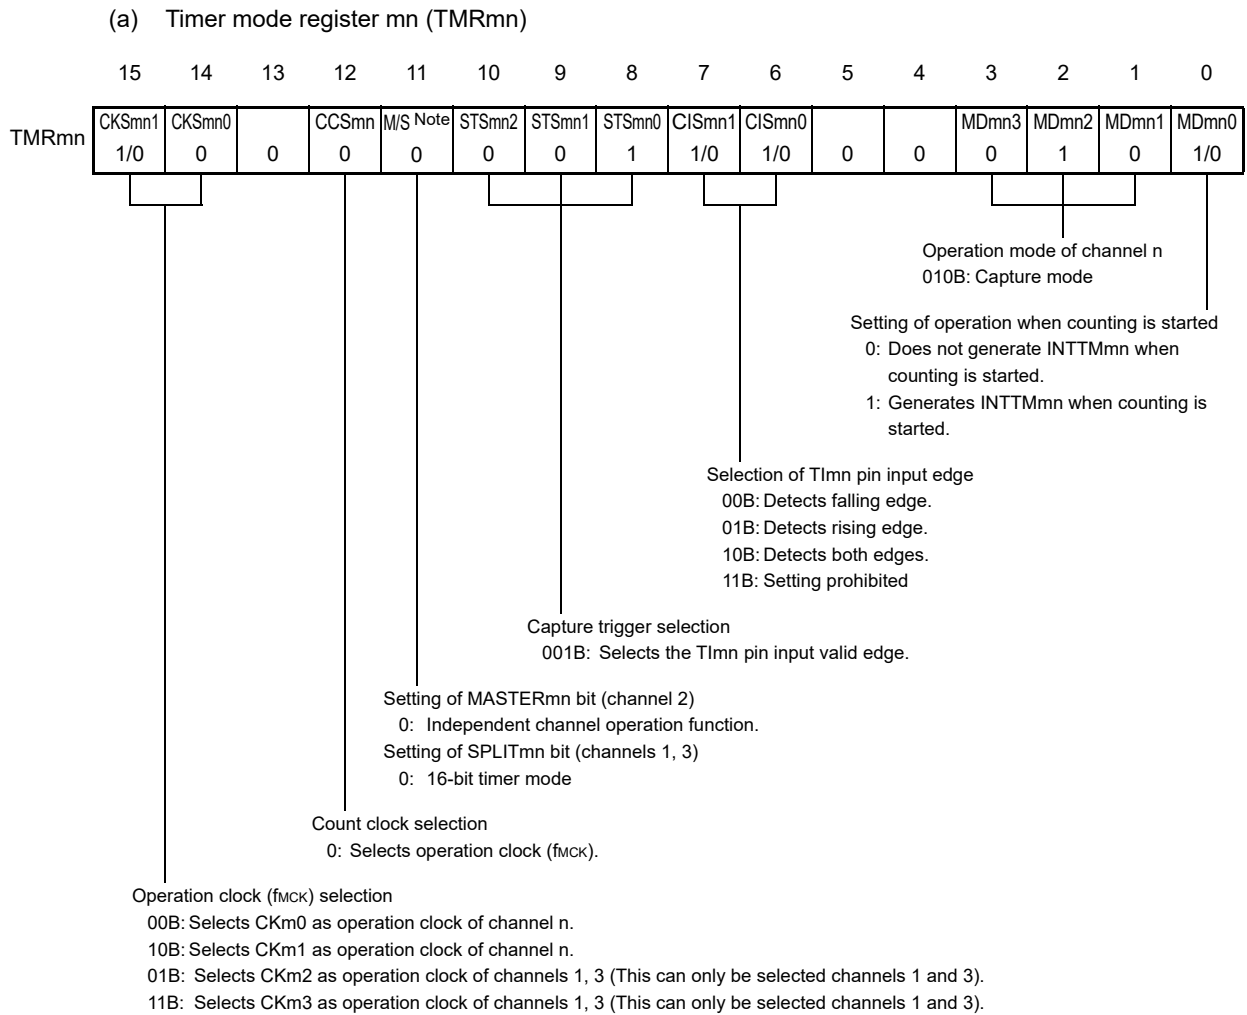 (a) Timer mode register mn (TMRmn)
15 14 13 12 11 10 9 8 7 6 5 4 3 2 1 0
TMRmn CKSmn1 CKSmn0 CCSmn M/S Note STSmn2 STSmn1 STSmn0 CISmn1 CISmn0 MDmn3 MDmn2 MDmn1 MDmn0
1/0 0 0 0 0 0 0 1 1/0 1/0 0 0 0 1 0 1/0
Operation mode of channel n
010B: Capture mode
Setting of operation when counting is started
0: Does not generate INTTMmn when
counting is started.
1: Generates INTTMmn when counting is
started.
Selection of TImn pin input edge
00B: Detects falling edge.
01B: Detects rising edge.
10B: Detects both edges.
11B: Setting prohibited
Capture trigger selection
001B: Selects the TImn pin input valid edge.
Setting of MASTERmn bit (channel 2)
0: Independent channel operation function.
Setting of SPLITmn bit (channels 1, 3)
0: 16-bit timer mode
Count clock selection
0: Selects operation clock (fMCK).
Operation clock (fMCK) selection
00B: Selects CKm0 as operation clock of channel n.
10B: Selects CKm1 as operation clock of channel n.
01B: Selects CKm2 as operation clock of channels 1, 3 (This can only be selected channels 1 and 3).
11B: Selects CKm3 as operation clock of channels 1, 3 (This can only be selected channels 1 and 3).